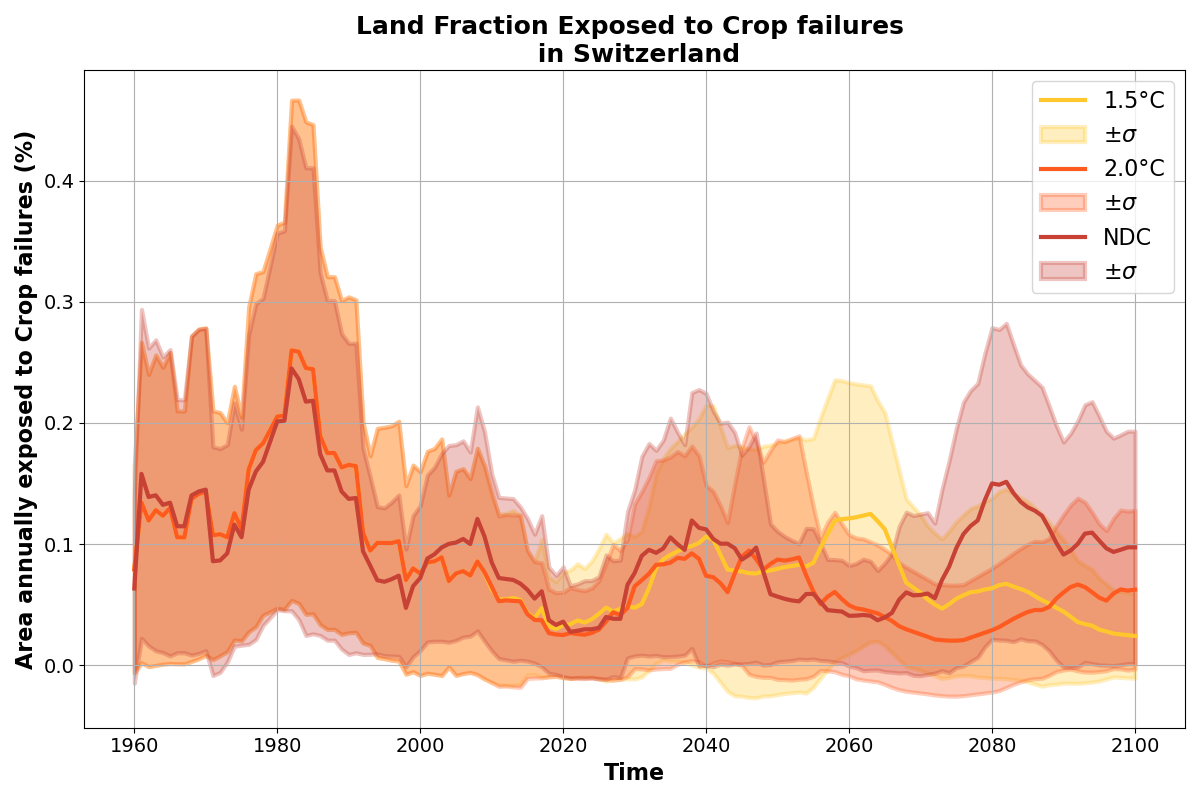 Land Fraction Exposed to Crop failures
in Switzerland
Area annually exposed to Crop failures (%)
0.4
0.3
0.2
0.1
0.0
1.5°C
±σ
2.0°C
±σ
NDC
±σ
1960 1980 2000 2020 2040 2060 2080 2100
Time